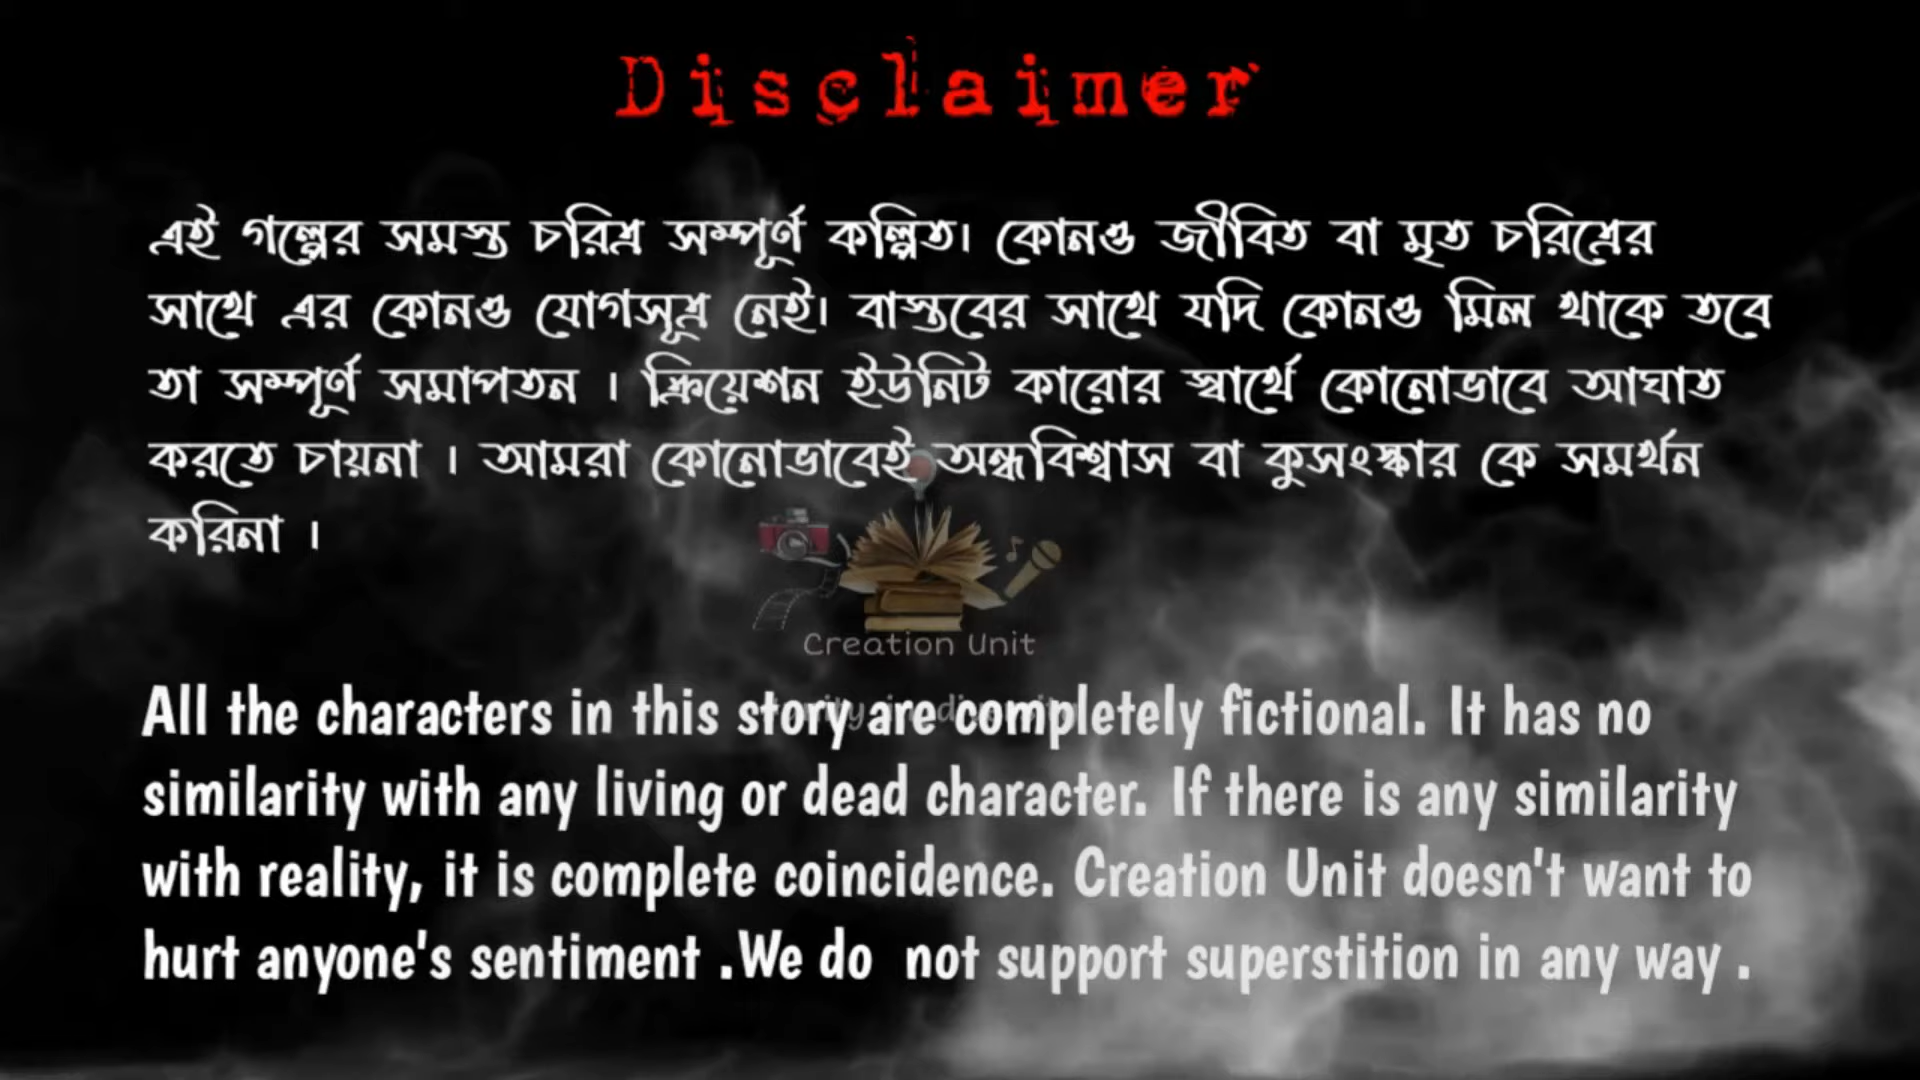 Disclaimer
এই গল্পের সমস্ত চরিত্র সম্পূর্ণ কল্পিত। কোনও জীবিত বা মৃত চরিত্রের
সাথে এর কোনও যোগসূত্র নেই। বাস্তবের সাথে যদি কোনও মিল থাকে তবে
তা সম্পূর্ণ সমাপতন । ক্রিয়েশন ইউনিট কারোর স্বার্থে কোনোভাবে আঘাত
করতে চায়না । আমরা কোনোভাবেই অন্ধবিশ্বাস বা কুসংস্কার কে সমর্থন
করিনা ।
Creation Unit
All the characters in this story are completely fictional. It has no
similarity with any living or dead character. If there is any similarity
with reality, it is complete coincidence. Creation Unit doesn't want to
hurt anyone's sentiment .We do  not support superstition in any way .